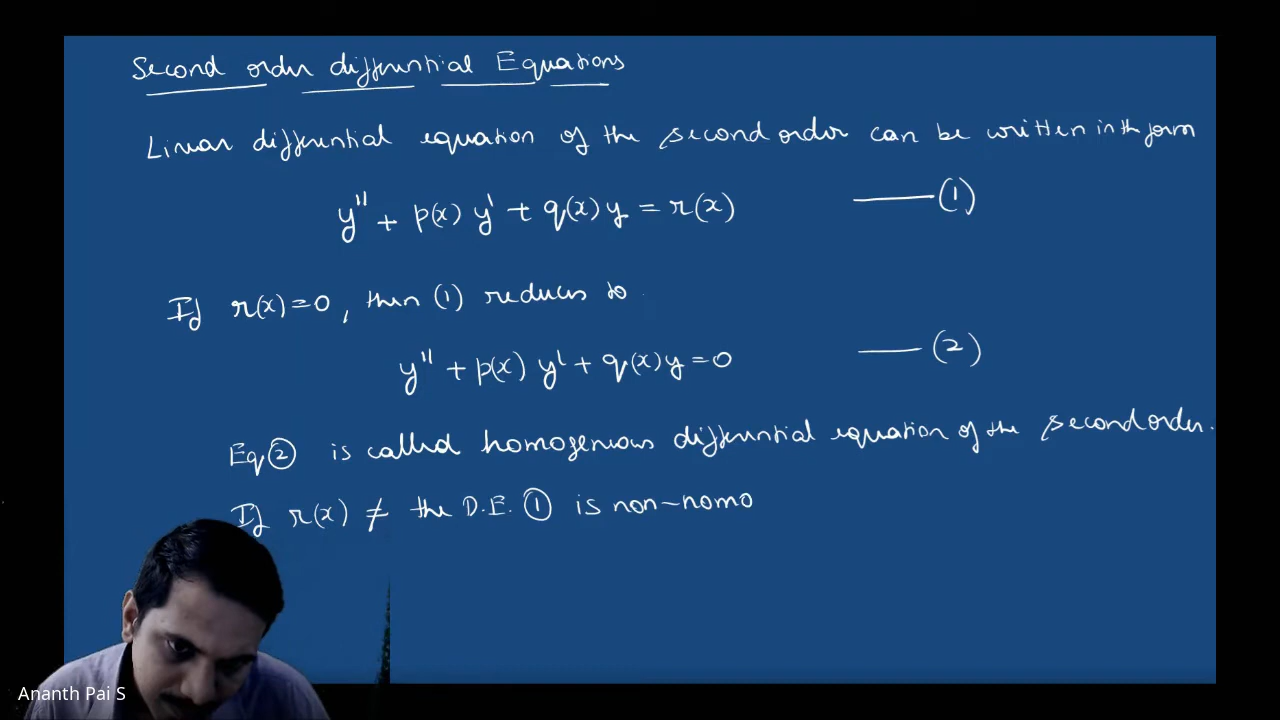 Second order differential Equations
Linear differential equation of the second order can be written in th form
y'' + p(x) y' + q(x) y = r(x) —— (1)
If r(x) = 0, then (1) reduces to
y'' + p(x) y' + q(x) y = 0 —— (2)
Eq ② is called homogenious differential equation of the second order.
If r(x) ≠ the D.E. ① is non-homo
Ananth Pai S